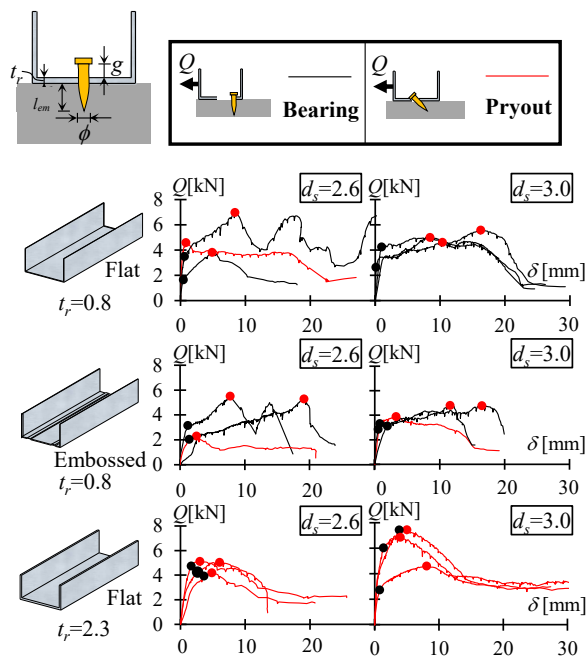 t_r
g
l_em
ϕ
Q
Bearing
Q
Pryout
Q[kN]
d_s=2.6
Q[kN]
d_s=3.0
8
6
4
2
0
0
10
20
0
10
20
30
δ [mm]
Flat
t_r=0.8
Q[kN]
d_s=2.6
Q[kN]
d_s=3.0
8
6
4
2
0
0
10
20
0
10
20
30
δ [mm]
Embossed
t_r=0.8
Q[kN]
d_s=2.6
Q[kN]
d_s=3.0
8
6
4
2
0
0
10
20
0
10
20
30
δ [mm]
Flat
t_r=2.3